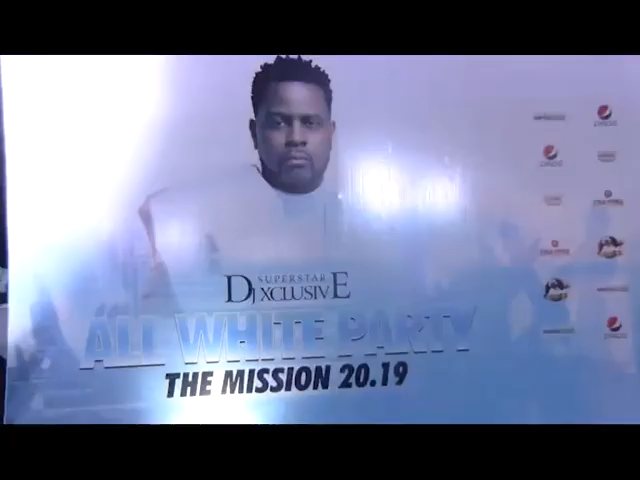 SUPERSTAR
DJ XCLUSIVE
ALL WHITE PARTY
THE MISSION 20.19